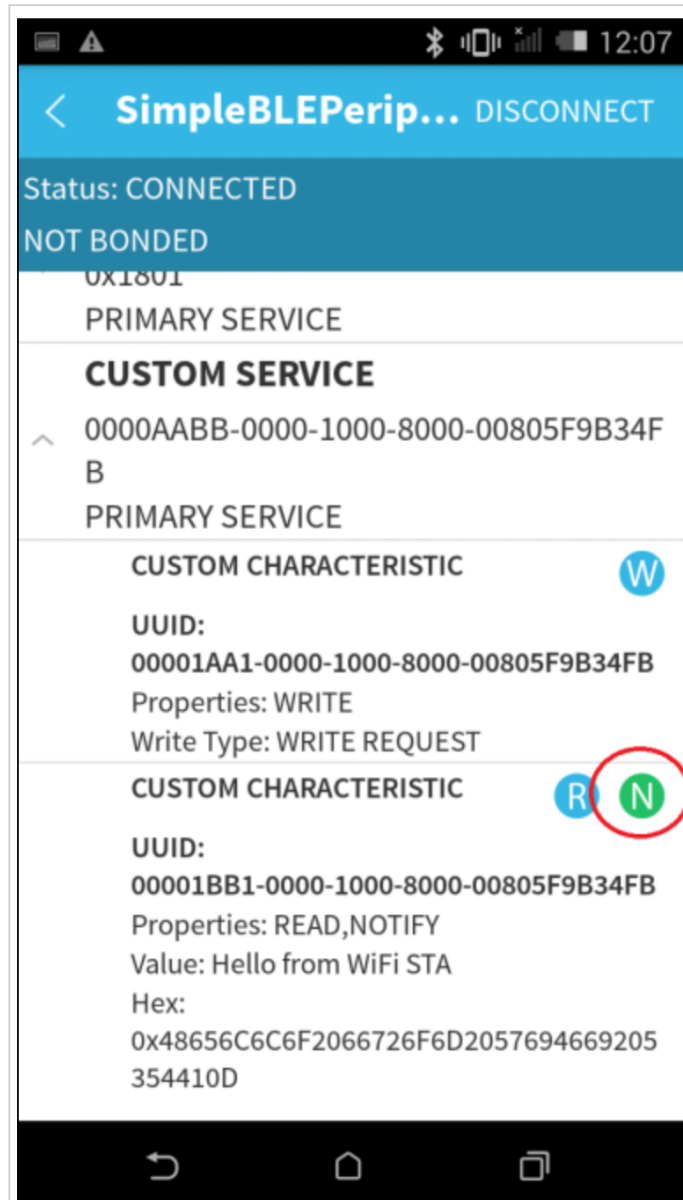 12:07
SimpleBLEPerip... DISCONNECT
Status: CONNECTED
NOT BONDED
0x1801
PRIMARY SERVICE
CUSTOM SERVICE
0000AABB-0000-1000-8000-00805F9B34F
B
PRIMARY SERVICE
CUSTOM CHARACTERISTIC W
UUID:
00001AA1-0000-1000-8000-00805F9B34FB
Properties: WRITE
Write Type: WRITE REQUEST
CUSTOM CHARACTERISTIC R N
UUID:
00001BB1-0000-1000-8000-00805F9B34FB
Properties: READ,NOTIFY
Value: Hello from WiFi STA
Hex:
0x48656C6C6F2066726F6D2057694669205
354410D